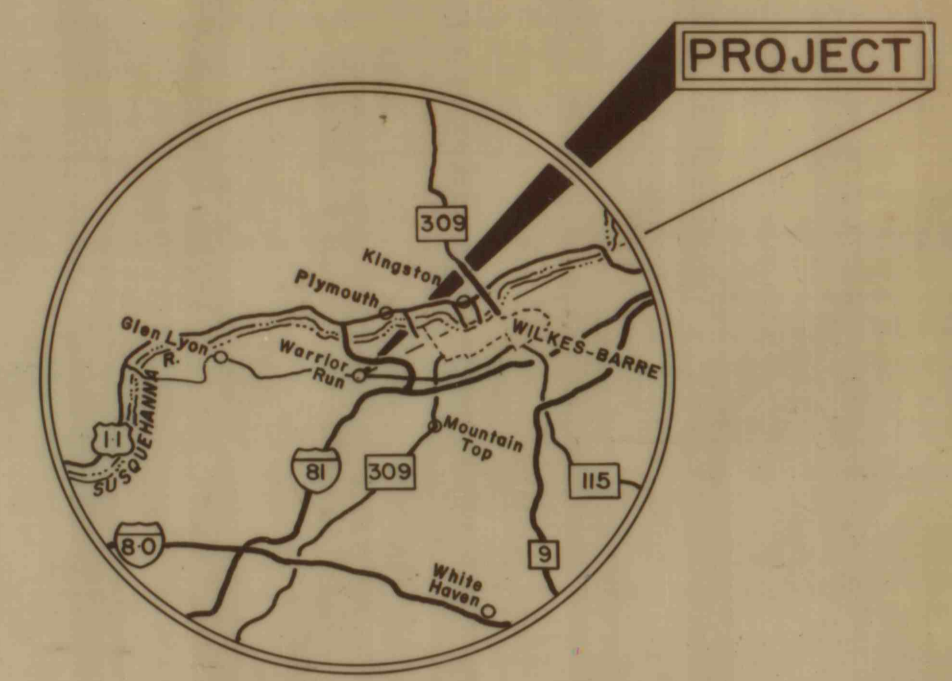 PROJECT
309
Kingston
Plymouth
Glen Lyon
WILKES-BARRE
Warrior
Run
R.
SUSQUEHANNA
11
Mountain
Top
81
309
115
80
9
White
Haven